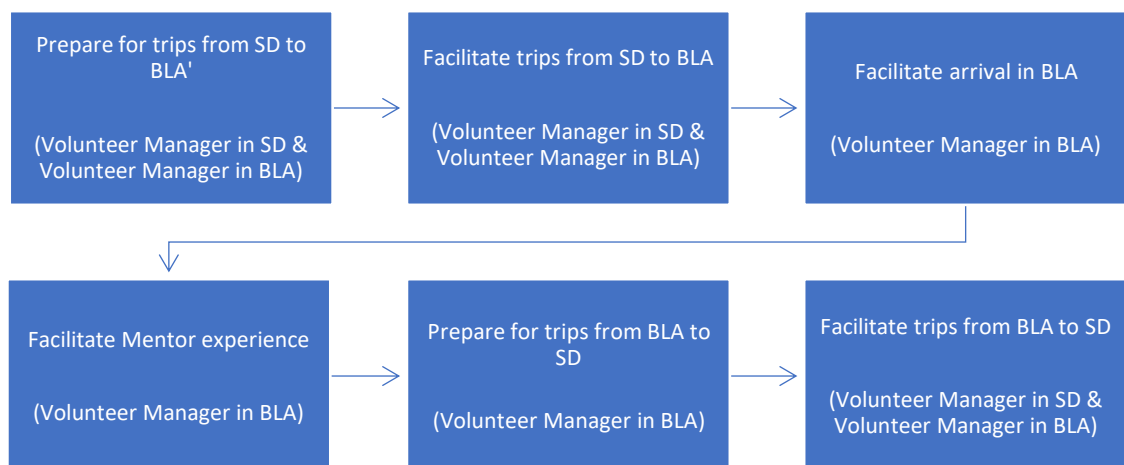 Prepare for trips from SD to
BLA'
(Volunteer Manager in SD &
Volunteer Manager in BLA)
Facilitate trips from SD to BLA
(Volunteer Manager in SD &
Volunteer Manager in BLA)
Facilitate arrival in BLA
(Volunteer Manager in BLA)
Facilitate Mentor experience
(Volunteer Manager in BLA)
Prepare for trips from BLA to
SD
(Volunteer Manager in BLA)
Facilitate trips from BLA to SD
(Volunteer Manager in SD &
Volunteer Manager in BLA)